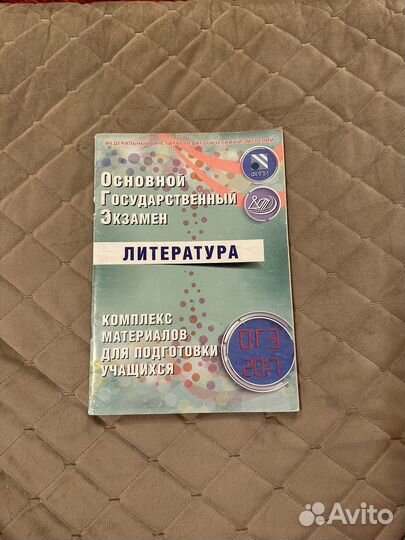 ФЕДЕРАЛЬНЫЙ ИНСТИТУТ ПЕДАГОГИЧЕСКИХ ИЗМЕРЕНИЙ
ФИПИ
ОСНОВНОЙ
ГОСУДАРСТВЕННЫЙ
ЭКЗАМЕН
ЛИТЕРАТУРА
КОМПЛЕКС
МАТЕРИАЛОВ
ДЛЯ ПОДГОТОВКИ
УЧАЩИХСЯ
ОГЭ
2017
Avito